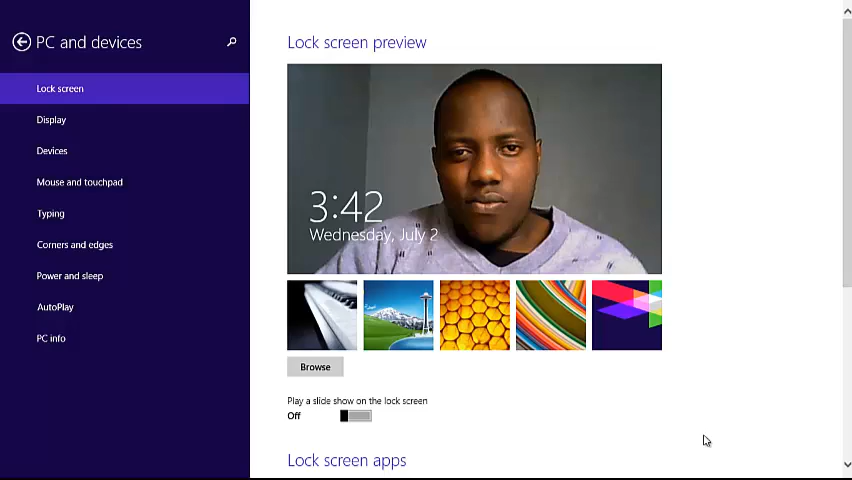 PC and devices
Lock screen
Display
Devices
Mouse and touchpad
Typing
Corners and edges
Power and sleep
AutoPlay
PC info
Lock screen preview
3:42
Wednesday, July 2
Browse
Play a slide show on the lock screen
Off
Lock screen apps